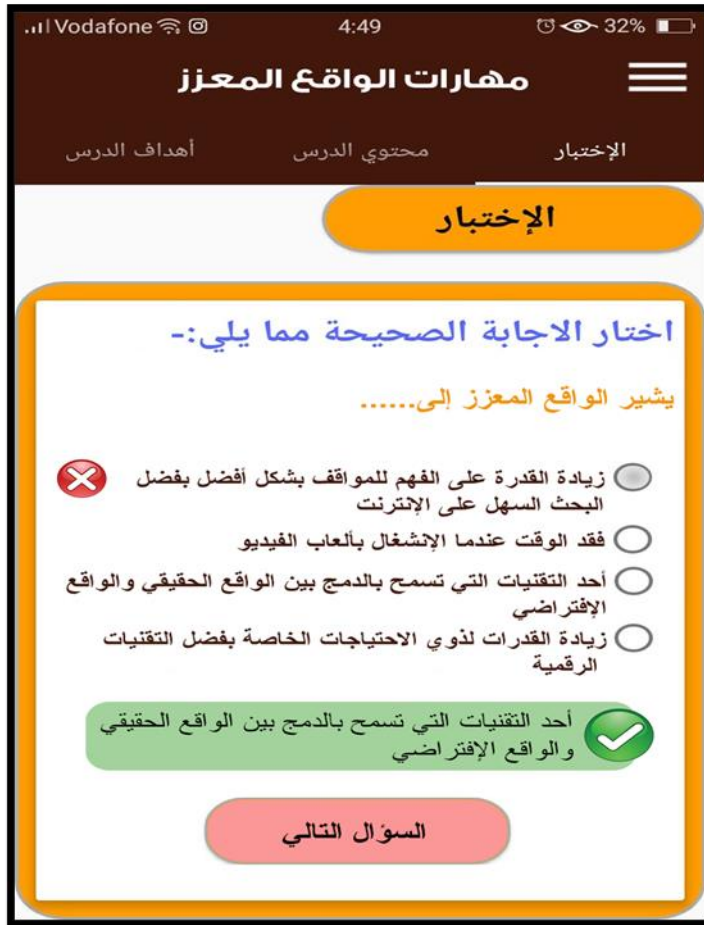 Vodafone
4:49
32%
مهارات الواقع المعزز
الإختبار
محتوي الدرس
أهداف الدرس
الإختبار
اختار الاجابة الصحيحة مما يلي:-
يشير الواقع المعزز إلى......
زيادة القدرة على الفهم للمواقف بشكل أفضل بفضل
البحث السهل على الإنترنت
فقد الوقت عندما الإنشغال بألعاب الفيديو
أحد التقنيات التي تسمح بالدمج بين الواقع الحقيقي والواقع
الإفتراضي
زيادة القدرات لذوي الاحتياجات الخاصة بفضل التقنيات
الرقمية
أحد التقنيات التي تسمح بالدمج بين الواقع الحقيقي
والواقع الإفتراضي
السؤال التالي